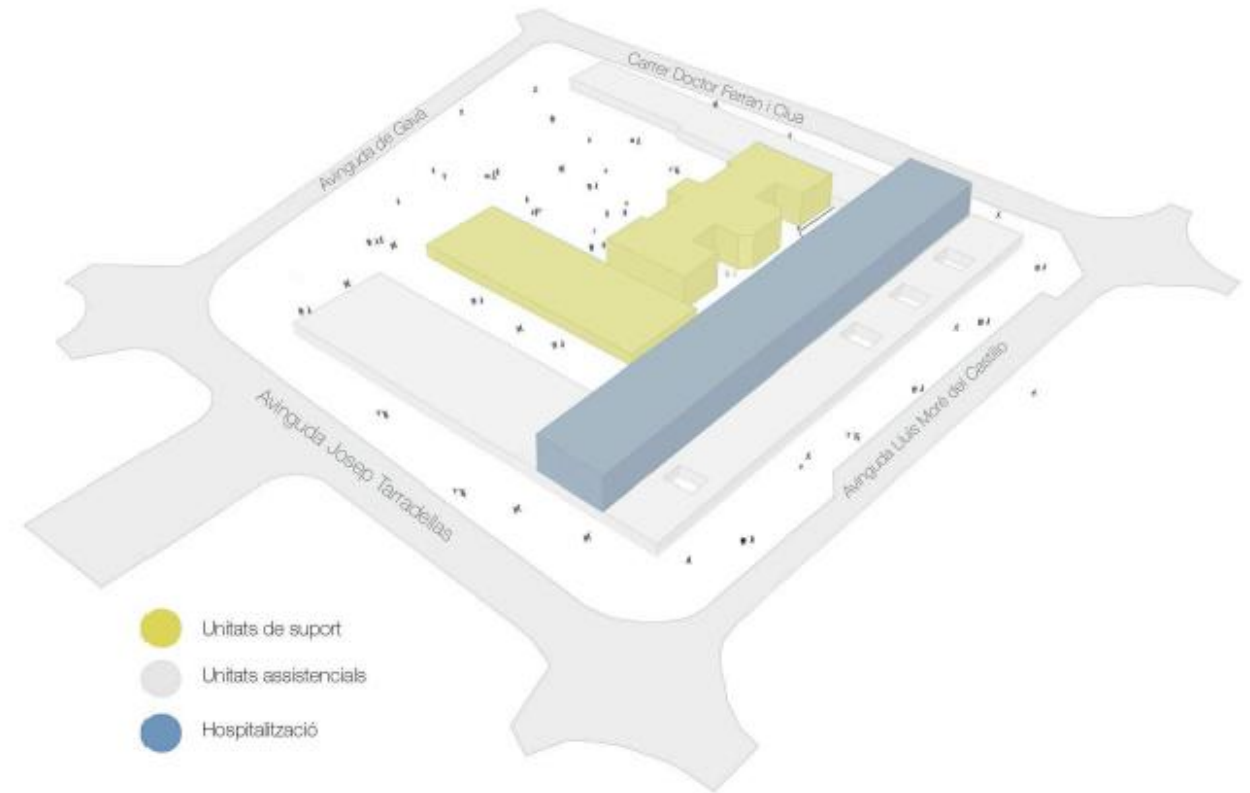 Carrer Doctor Ferran i Clua
Avinguda de Gavà
Avinguda Josep Tarradellas
Avinguda Lluís Moré del Castillo
Unitats de suport
Unitats assistencials
Hospitalització